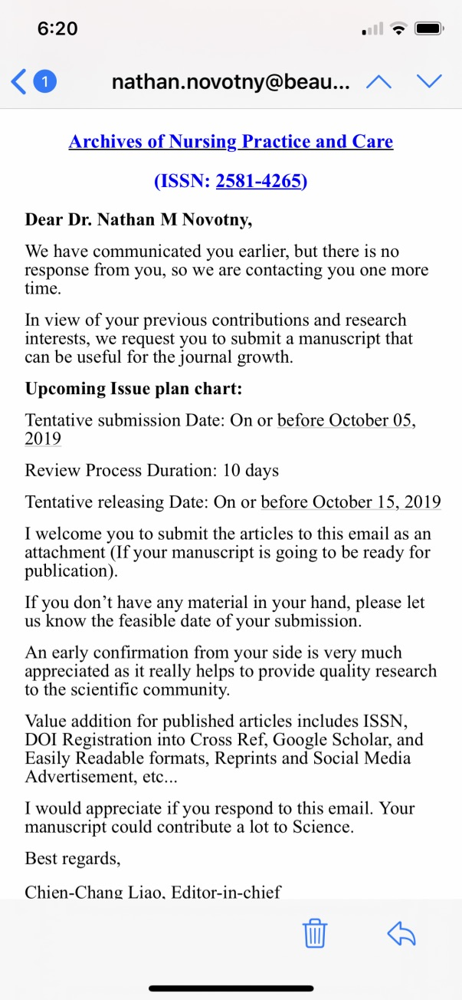 6:20
1
nathan.novotny@beau...
Archives of Nursing Practice and Care
(ISSN: 2581-4265)
Dear Dr. Nathan M Novotny,
We have communicated you earlier, but there is no
response from you, so we are contacting you one more
time.
In view of your previous contributions and research
interests, we request you to submit a manuscript that
can be useful for the journal growth.
Upcoming Issue plan chart:
Tentative submission Date: On or before October 05,
2019
Review Process Duration: 10 days
Tentative releasing Date: On or before October 15, 2019
I welcome you to submit the articles to this email as an
attachment (If your manuscript is going to be ready for
publication).
If you don’t have any material in your hand, please let
us know the feasible date of your submission.
An early confirmation from your side is very much
appreciated as it really helps to provide quality research
to the scientific community.
Value addition for published articles includes ISSN,
DOI Registration into Cross Ref, Google Scholar, and
Easily Readable formats, Reprints and Social Media
Advertisement, etc...
I would appreciate if you respond to this email. Your
manuscript could contribute a lot to Science.
Best regards,
Chien-Chang Liao, Editor-in-chief